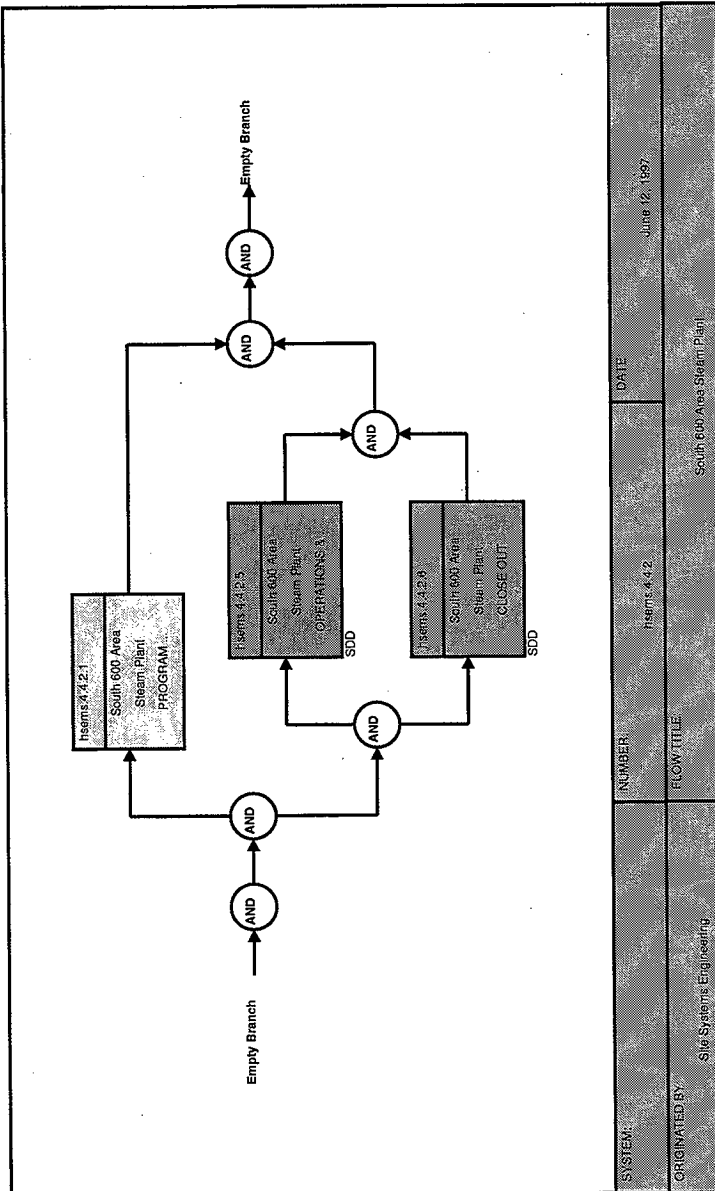 Empty Branch
AND
AND
hsems.4.4.2.1
South 600 Area
Steam Plant
PROGRAM
AND
hsems.4.4.2.5
South 600 Area
Steam Plant
OPERATIONS &
SDD
hsems.4.4.2.6
South 600 Area
Steam Plant
CLOSE OUT
SDD
AND
AND
AND
Empty Branch
SYSTEM:
NUMBER:
hsems.4.4.2
DATE
June 12, 1997
ORIGINATED BY
Site Systems Engineering
FLOW TITLE
South 600 Area Steam Plant